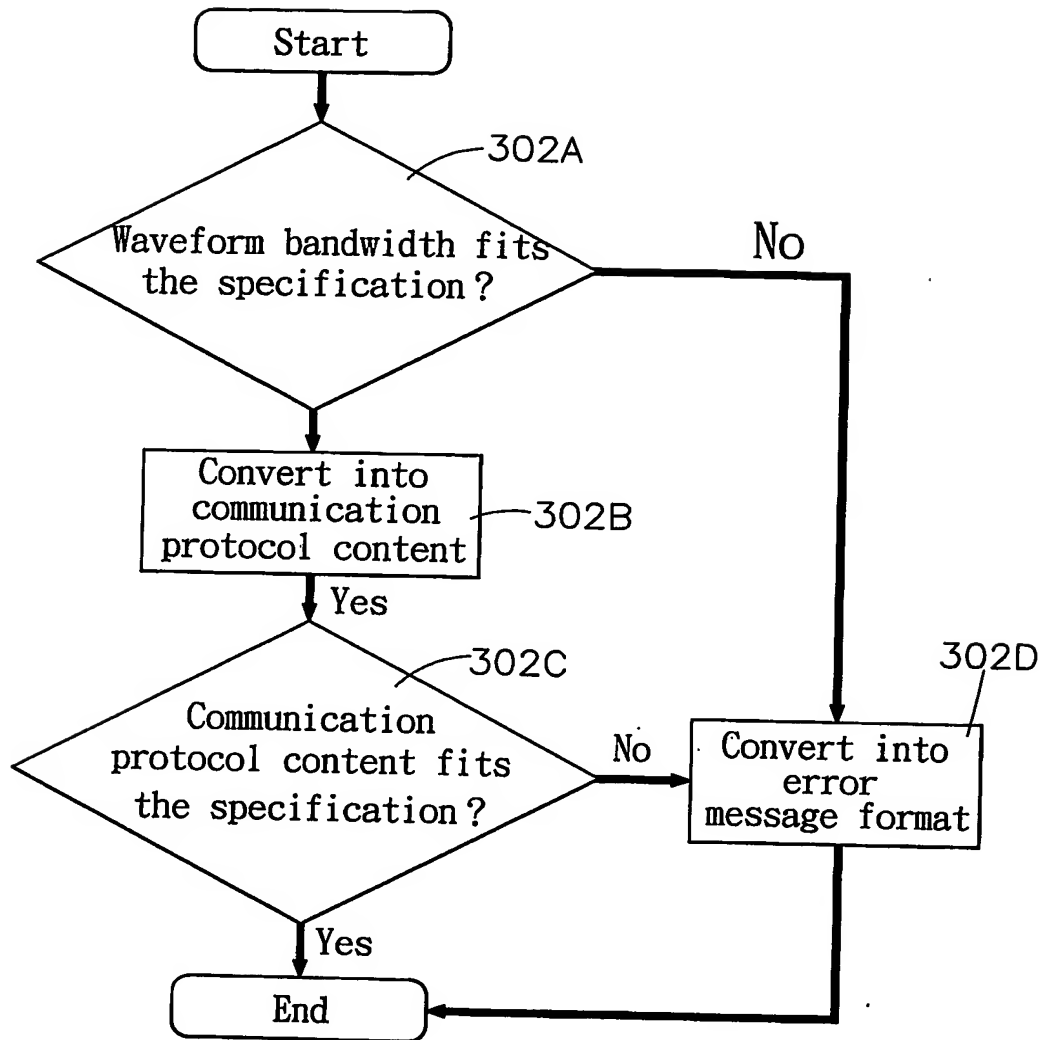 Start
302A
Waveform bandwidth fits
the specification?
No
Convert into
communication
protocol content
302B
Yes
302C
Communication
protocol content fits
the specification?
No
302D
Convert into
error
message format
Yes
End